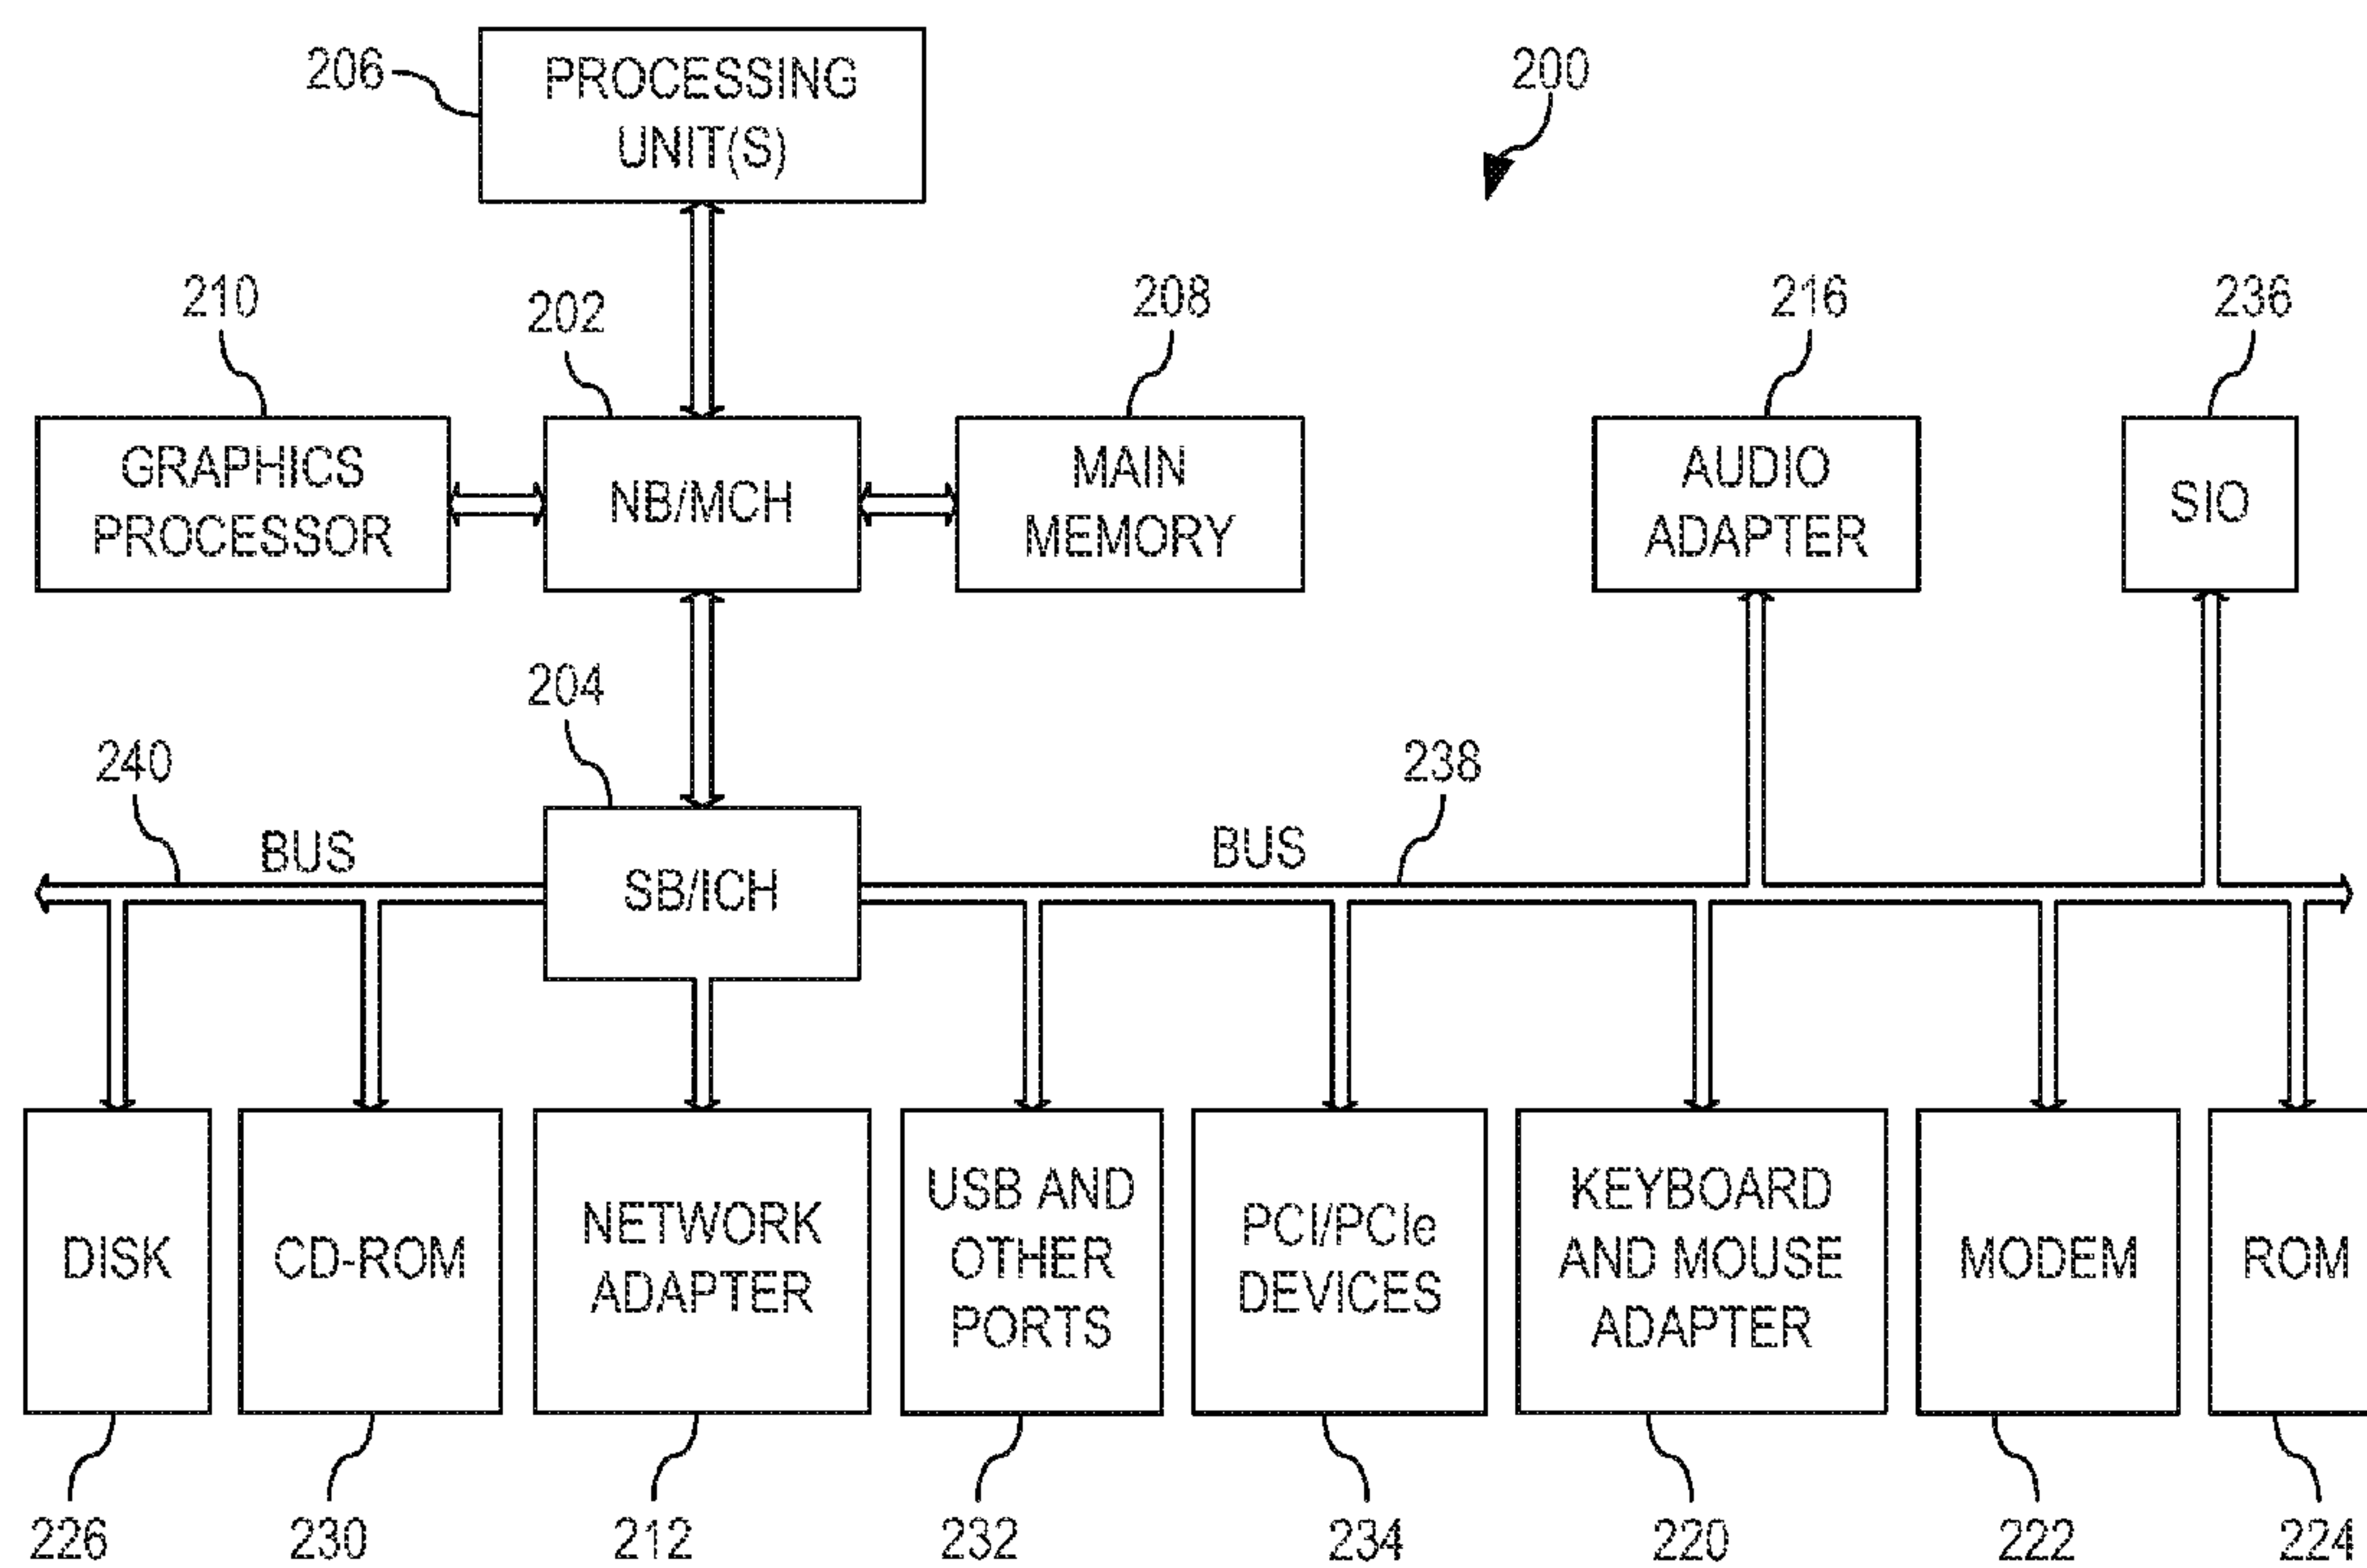 206
PROCESSING
UNIT(S)
200
210
202
208
216
236
GRAPHICS
PROCESSOR
NB/MCH
MAIN
MEMORY
AUDIO
ADAPTER
SIO
204
240
238
BUS
BUS
SB/ICH
DISK
CD-ROM
NETWORK
ADAPTER
USB AND
OTHER
PORTS
PCI/PCIe
DEVICES
KEYBOARD
AND MOUSE
ADAPTER
MODEM
ROM
226
230
212
232
234
220
222
224